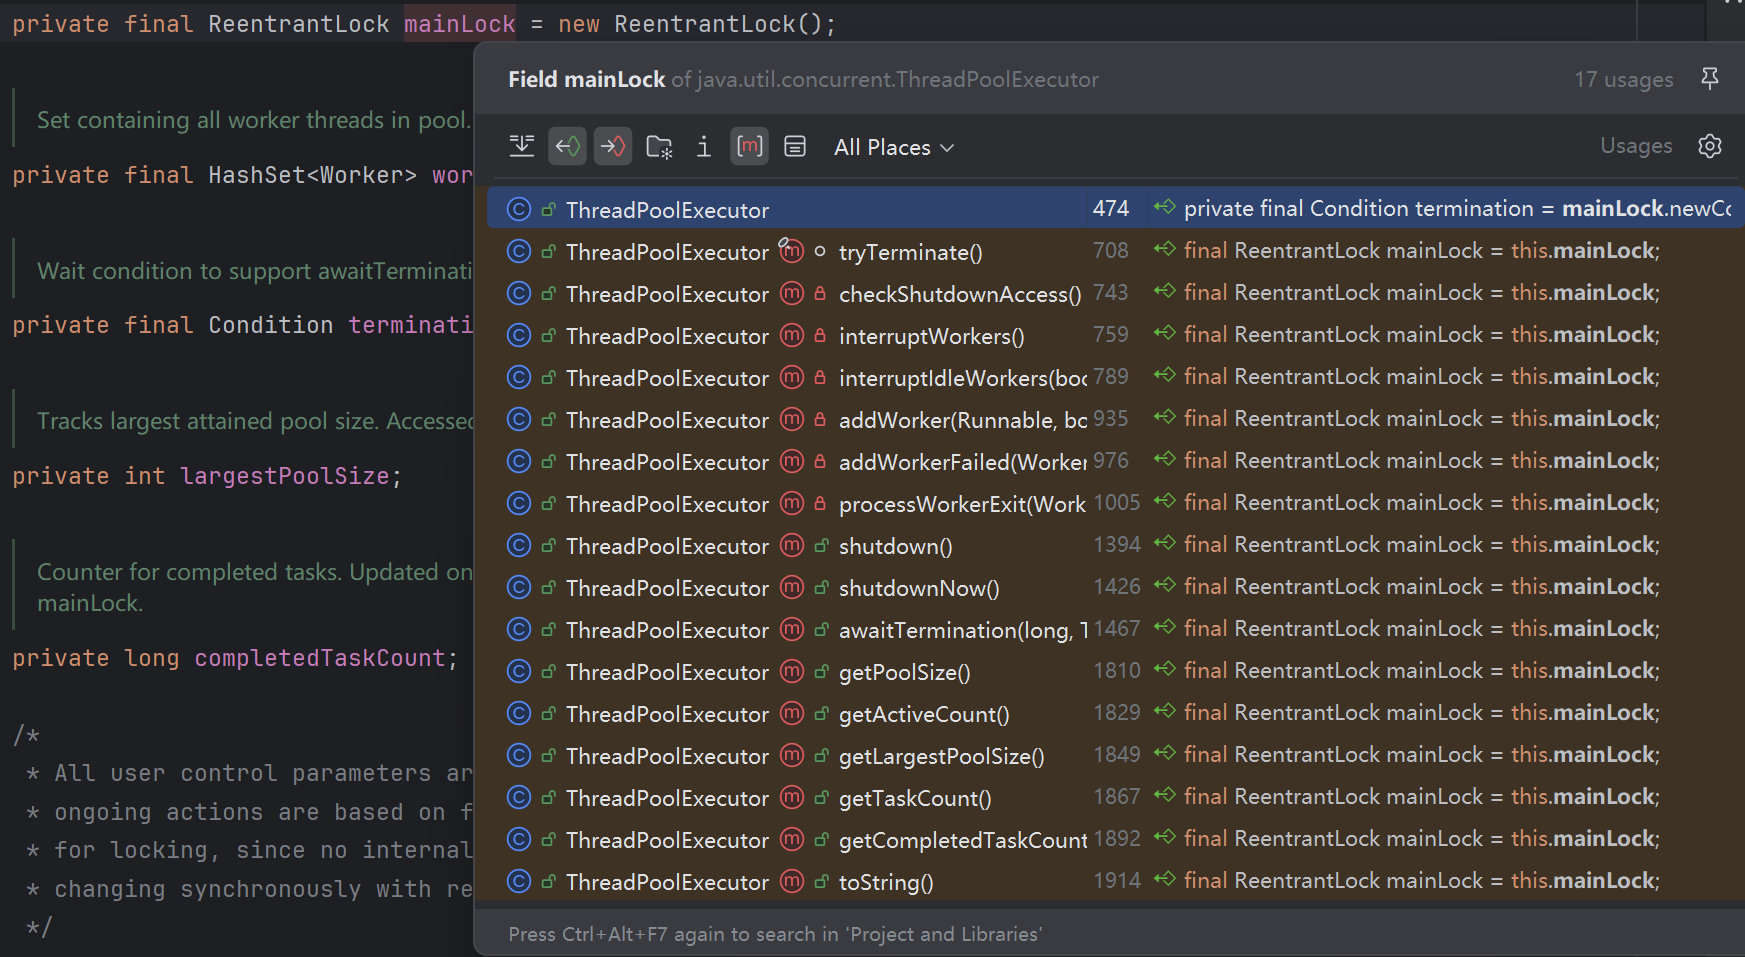 private final ReentrantLock mainLock = new ReentrantLock();
Set containing all worker threads in pool.
private final HashSet<Worker> wor
Wait condition to support awaitTerminati
private final Condition terminati
Tracks largest attained pool size. Accessed
private int largestPoolSize;
Counter for completed tasks. Updated on
mainLock.
private long completedTaskCount;
/*
* All user control parameters ar
* ongoing actions are based on f
* for locking, since no internal
* changing synchronously with re
*/
Field mainLock of java.util.concurrent.ThreadPoolExecutor 17 usages
All Places Usages
ThreadPoolExecutor 474 private final Condition termination = mainLock.newCo
ThreadPoolExecutor tryTerminate() 708 final ReentrantLock mainLock = this.mainLock;
ThreadPoolExecutor checkShutdownAccess() 743 final ReentrantLock mainLock = this.mainLock;
ThreadPoolExecutor interruptWorkers() 759 final ReentrantLock mainLock = this.mainLock;
ThreadPoolExecutor interruptIdleWorkers(boo 789 final ReentrantLock mainLock = this.mainLock;
ThreadPoolExecutor addWorker(Runnable, bo 935 final ReentrantLock mainLock = this.mainLock;
ThreadPoolExecutor addWorkerFailed(Worker 976 final ReentrantLock mainLock = this.mainLock;
ThreadPoolExecutor processWorkerExit(Work 1005 final ReentrantLock mainLock = this.mainLock;
ThreadPoolExecutor shutdown() 1394 final ReentrantLock mainLock = this.mainLock;
ThreadPoolExecutor shutdownNow() 1426 final ReentrantLock mainLock = this.mainLock;
ThreadPoolExecutor awaitTermination(long, T 1467 final ReentrantLock mainLock = this.mainLock;
ThreadPoolExecutor getPoolSize() 1810 final ReentrantLock mainLock = this.mainLock;
ThreadPoolExecutor getActiveCount() 1829 final ReentrantLock mainLock = this.mainLock;
ThreadPoolExecutor getLargestPoolSize() 1849 final ReentrantLock mainLock = this.mainLock;
ThreadPoolExecutor getTaskCount() 1867 final ReentrantLock mainLock = this.mainLock;
ThreadPoolExecutor getCompletedTaskCount 1892 final ReentrantLock mainLock = this.mainLock;
ThreadPoolExecutor toString() 1914 final ReentrantLock mainLock = this.mainLock;
Press Ctrl+Alt+F7 again to search in 'Project and Libraries'